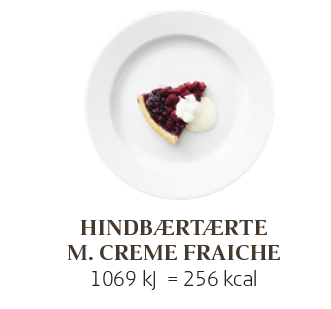 HINDBÆRTÆRTE
M. CREME FRAICHE
1069 kJ = 256 kcal